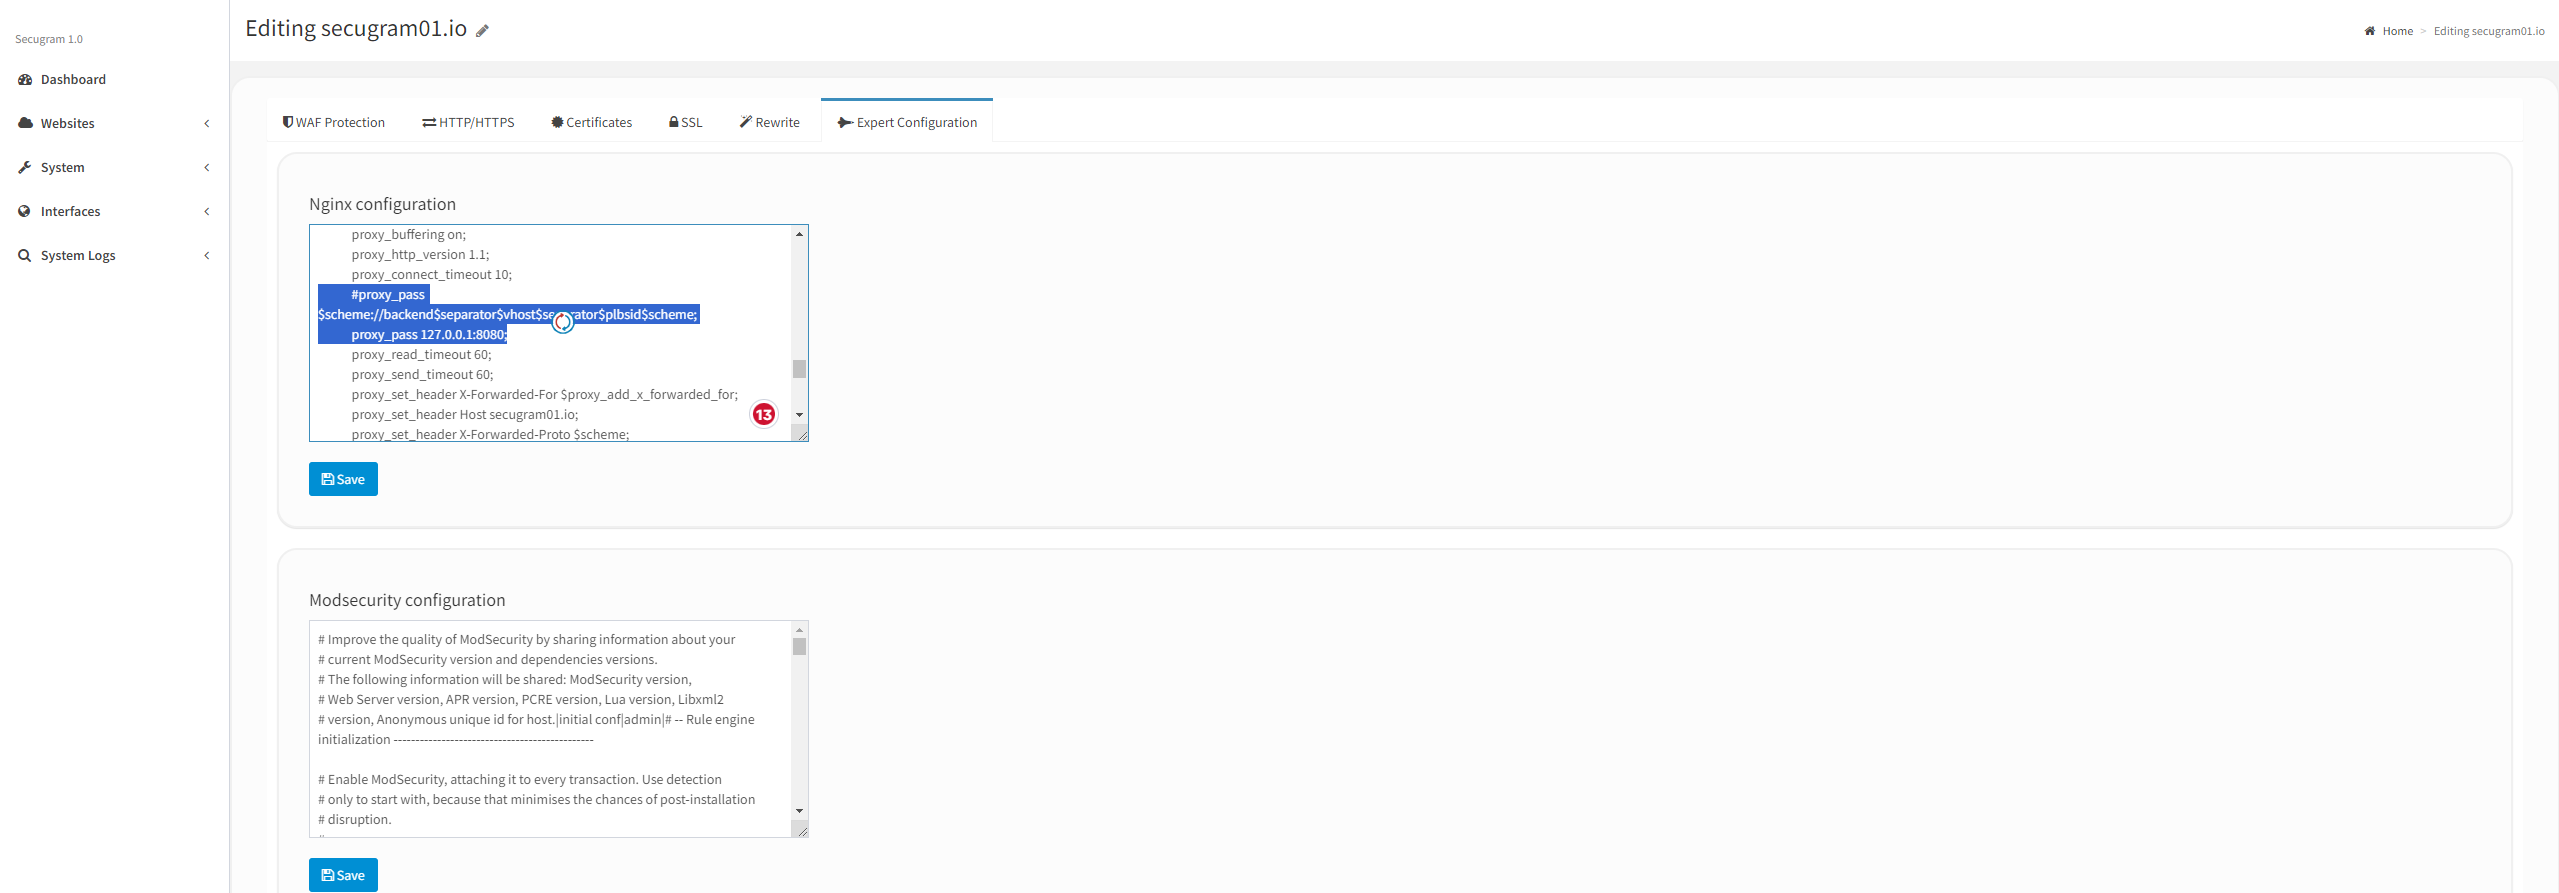 Secugram 1.0
Dashboard
Websites
System
Interfaces
System Logs
Editing secugram01.io
Home > Editing secugram01.io
WAF Protection
HTTP/HTTPS
Certificates
SSL
Rewrite
Expert Configuration
Nginx configuration
proxy_buffering on;
proxy_http_version 1.1;
proxy_connect_timeout 10;
#proxy_pass
$scheme://backend$separator$vhost$separator$plbsid$scheme;
proxy_pass 127.0.0.1:8080;
proxy_read_timeout 60;
proxy_send_timeout 60;
proxy_set_header X-Forwarded-For $proxy_add_x_forwarded_for;
proxy_set_header Host secugram01.io;
13
proxy_set_header X-Forwarded-Proto $scheme;
Save
Modsecurity configuration
# Improve the quality of ModSecurity by sharing information about your
# current ModSecurity version and dependencies versions.
# The following information will be shared: ModSecurity version,
# Web Server version, APR version, PCRE version, Lua version, Libxml2
# version, Anonymous unique id for host.|initial conf|admin|# -- Rule engine
initialization ----------------------------------------------
# Enable ModSecurity, attaching it to every transaction. Use detection
# only to start with, because that minimises the chances of post-installation
# disruption.
#
Save